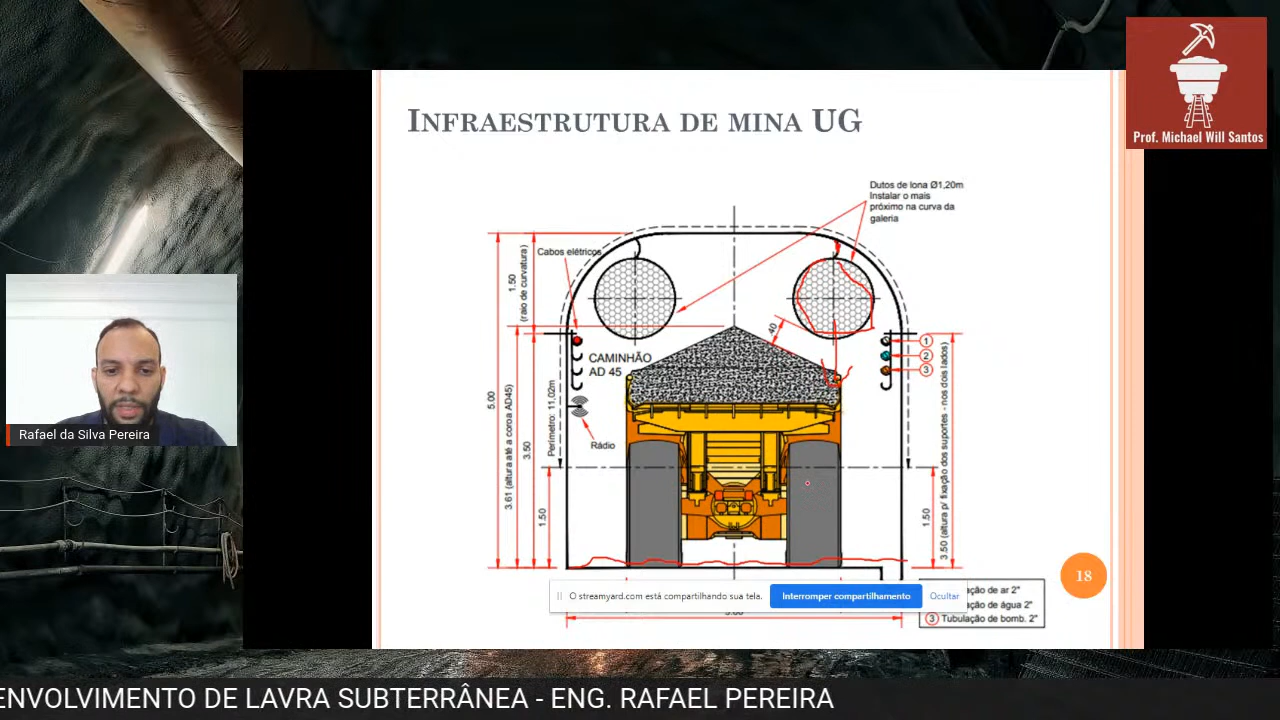 Prof. Michael Will Santos
INFRAESTRUTURA DE MINA UG
Dutos de lona Ø1,20m
Instalar o mais
próximo na curva da
galeria
Cabos elétricos
1.50
(raio de curvatura)
40
CAMINHÃO
AD 45
1
2
3
5.00
3.61 (altura até a coroa AD45)
3.50
Perímetro: 11,02m
Rádio
1.50
1.50
3.50 (altura p/ fixação dos suportes - nos dois lados)
Rafael da Silva Pereira
18
O streamyard.com está compartilhando sua tela.
Interromper compartilhamento
Ocultar
ação de ar 2"
ação de água 2"
3 Tubulação de bomb. 2"
ENVOLVIMENTO DE LAVRA SUBTERRÂNEA - ENG. RAFAEL PEREIRA